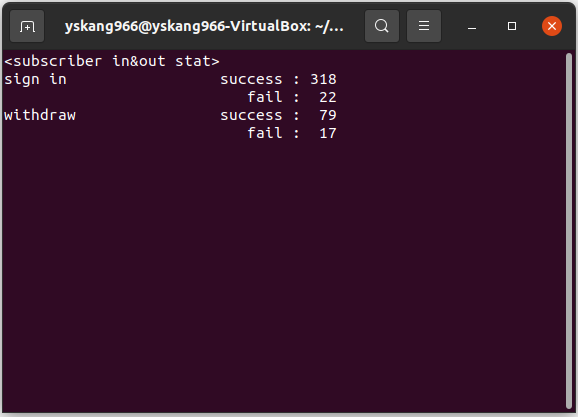 yskang966@yskang966-VirtualBox: ~/...
<subscriber in&out stat>
sign in success : 318
fail : 22
withdraw success : 79
fail : 17